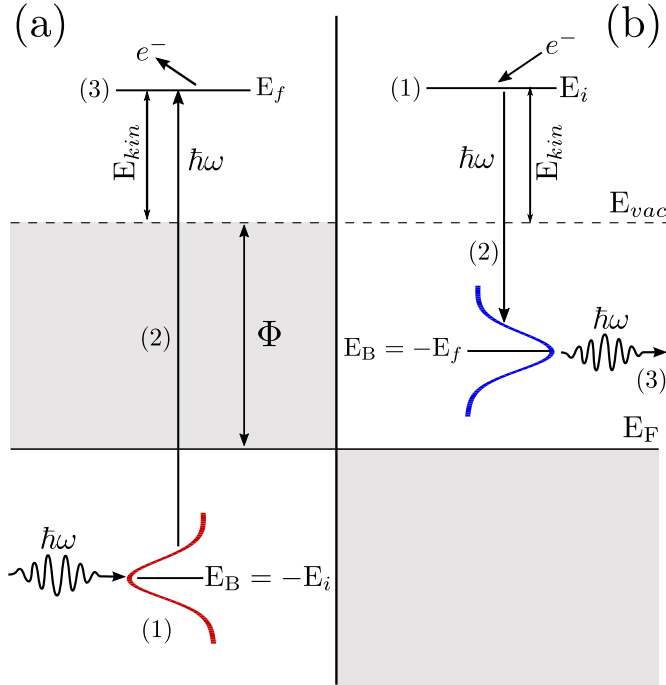 (a)
e⁻
(3)
E_f
E_kin
ħω
(2)
Φ
ħω
E_B = −E_i
(1)
(b)
e⁻
(1)
E_i
ħω
E_kin
E_vac
(2)
ħω
E_B = −E_f
(3)
E_F